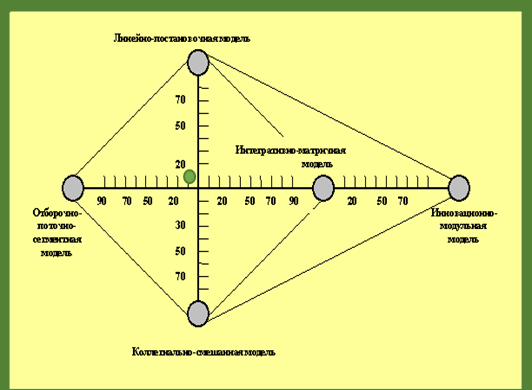 Линейно-постановочная модель
70
50
20
Интегративно-матричная
модель
90 70 50 20 20 50 70 90 20 70
Отборочно-
поточно-
сегментная
модель
Инновационно-
модульная
модель
30
50
70
Коллегиально-смешанная модель